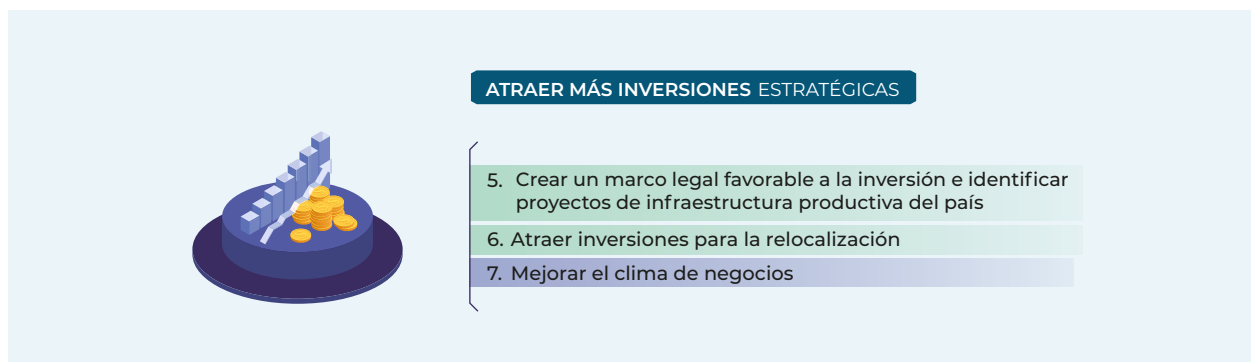 ATRAER MÁS INVERSIONES ESTRATÉGICAS
5. Crear un marco legal favorable a la inversión e identificar
proyectos de infraestructura productiva del país
6. Atraer inversiones para la relocalización
7. Mejorar el clima de negocios